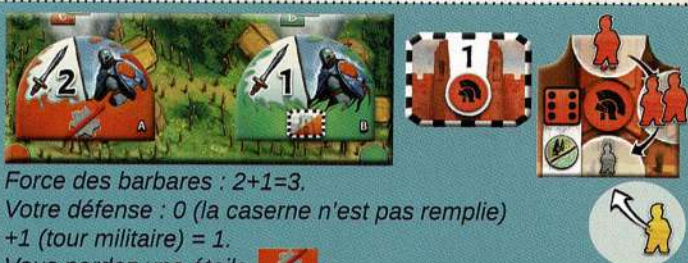 C
D
2
A
1
B
1
Force des barbares : 2+1=3.
Votre défense : 0 (la caserne n'est pas remplie)
+1 (tour militaire) = 1.